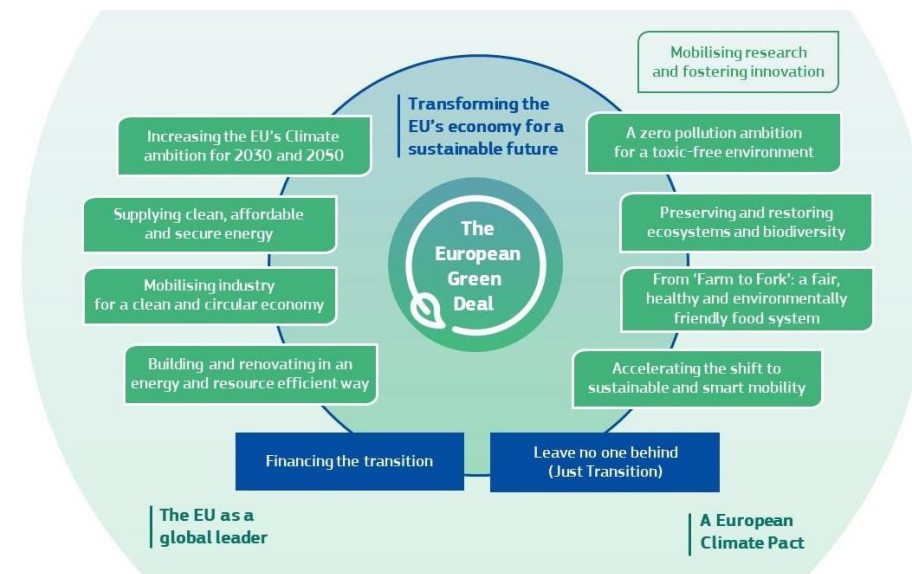 Mobilising research
and fostering innovation
Transforming the
EU's economy for a
sustainable future
Increasing the EU's Climate
ambition for 2030 and 2050
A zero pollution ambition
for a toxic-free environment
Supplying clean, affordable
and secure energy
Preserving and restoring
ecosystems and biodiversity
The
European
Green
Deal
Mobilising industry
for a clean and circular economy
From 'Farm to Fork': a fair,
healthy and environmentally
friendly food system
Building and renovating in an
energy and resource efficient way
Accelerating the shift to
sustainable and smart mobility
Financing the transition
Leave no one behind
(Just Transition)
The EU as a
global leader
A European
Climate Pact